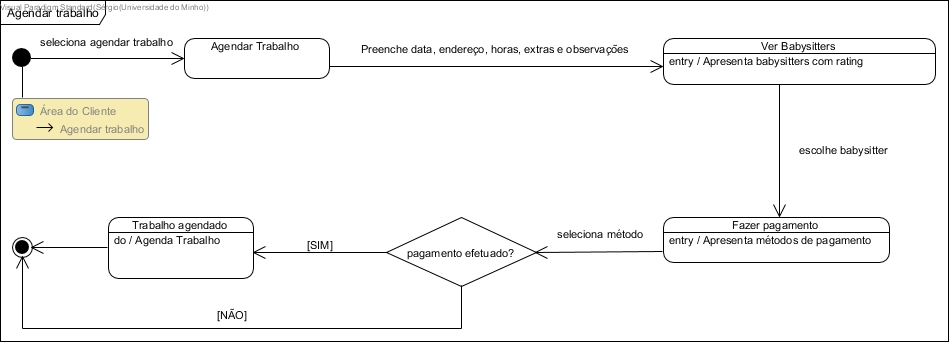 Visual Paradigm Standard(Sérgio(Universidade do Minho))
Agendar trabalho
seleciona agendar trabalho
Agendar Trabalho
Preenche data, endereço, horas, extras e observações
Ver Babysitters
entry / Apresenta babysitters com rating
Área do Cliente
Agendar trabalho
escolhe babysitter
Trabalho agendado
do / Agenda Trabalho
[SIM]
pagamento efetuado?
seleciona método
Fazer pagamento
entry / Apresenta métodos de pagamento
[NÃO]